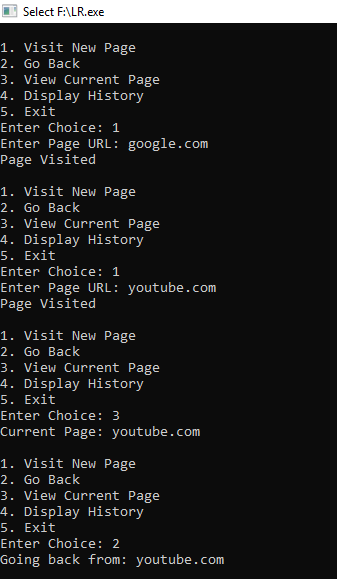 Select F:\LR.exe
1. Visit New Page
2. Go Back
3. View Current Page
4. Display History
5. Exit
Enter Choice: 1
Enter Page URL: google.com
Page Visited
1. Visit New Page
2. Go Back
3. View Current Page
4. Display History
5. Exit
Enter Choice: 1
Enter Page URL: youtube.com
Page Visited
1. Visit New Page
2. Go Back
3. View Current Page
4. Display History
5. Exit
Enter Choice: 3
Current Page: youtube.com
1. Visit New Page
2. Go Back
3. View Current Page
4. Display History
5. Exit
Enter Choice: 2
Going back from: youtube.com